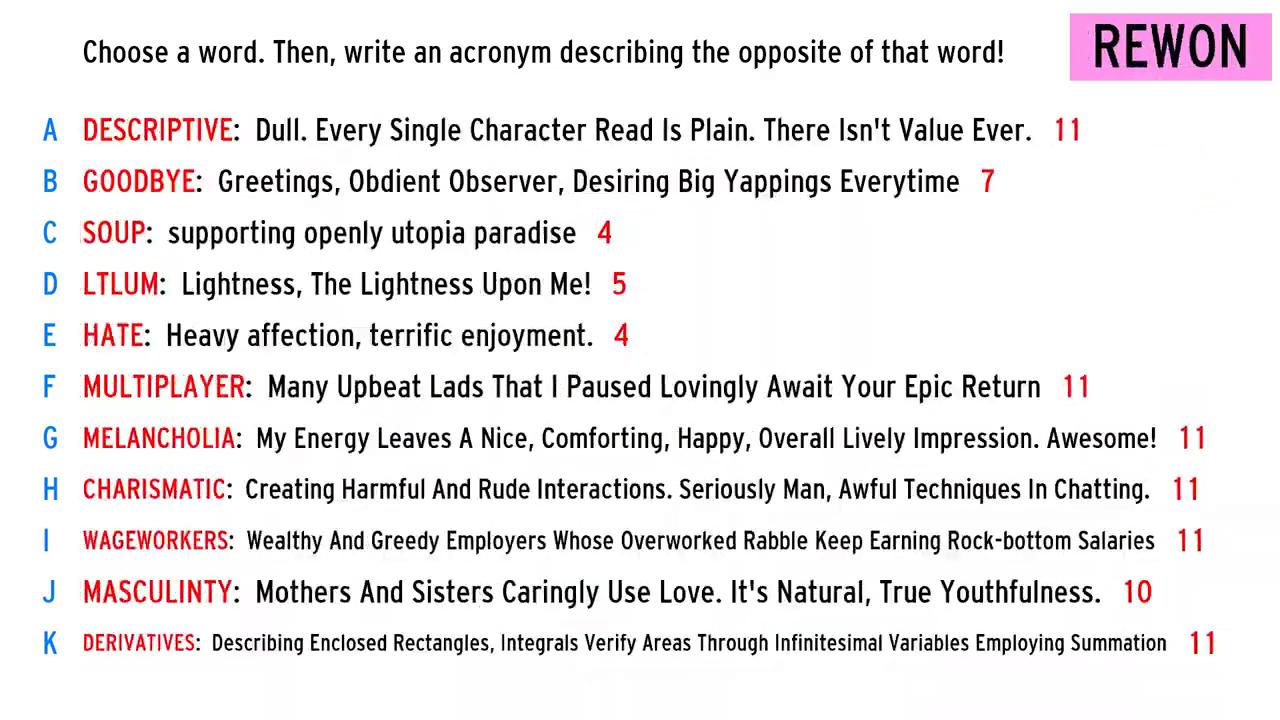 Choose a word. Then, write an acronym describing the opposite of that word!
REWON
A DESCRIPTIVE: Dull. Every Single Character Read Is Plain. There Isn't Value Ever. 11
B GOODBYE: Greetings, Obdient Observer, Desiring Big Yappings Everytime 7
C SOUP: supporting openly utopia paradise 4
D LTLUM: Lightness, The Lightness Upon Me! 5
E HATE: Heavy affection, terrific enjoyment. 4
F MULTIPLAYER: Many Upbeat Lads That I Paused Lovingly Await Your Epic Return 11
G MELANCHOLIA: My Energy Leaves A Nice, Comforting, Happy, Overall Lively Impression. Awesome! 11
H CHARISMATIC: Creating Harmful And Rude Interactions. Seriously Man, Awful Techniques In Chatting. 11
I WAGEWORKERS: Wealthy And Greedy Employers Whose Overworked Rabble Keep Earning Rock-bottom Salaries 11
J MASCULINTY: Mothers And Sisters Caringly Use Love. It's Natural, True Youthfulness. 10
K DERIVATIVES: Describing Enclosed Rectangles, Integrals Verify Areas Through Infinitesimal Variables Employing Summation 11